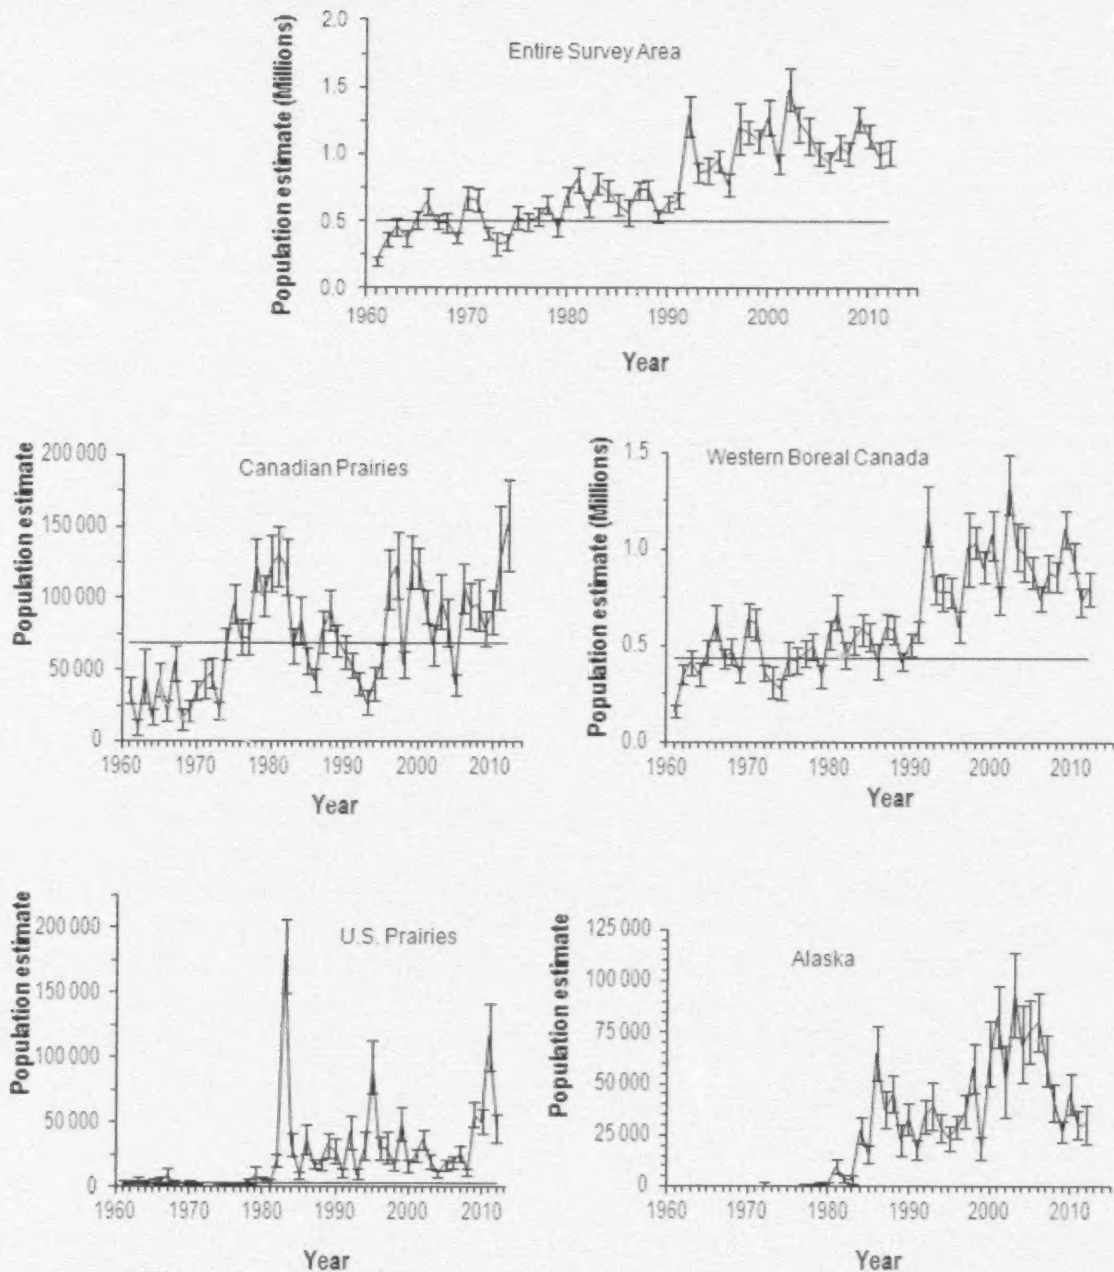 Entire Survey Area
Population estimate (Millions)
2.0
1.5
1.0
0.5
0.0
1960 1970 1980 1990 2000 2010
Year
Canadian Prairies
Population estimate
200 000
150 000
100 000
50 000
0
1960 1970 1980 1990 2000 2010
Year
Western Boreal Canada
Population estimate (Millions)
1.5
1.0
0.5
0.0
1960 1970 1980 1990 2000 2010
Year
U.S. Prairies
Population estimate
200 000
150 000
100 000
50 000
0
1960 1970 1980 1990 2000 2010
Year
Alaska
Population estimate
125 000
100 000
75 000
50 000
25 000
0
1960 1970 1980 1990 2000 2010
Year